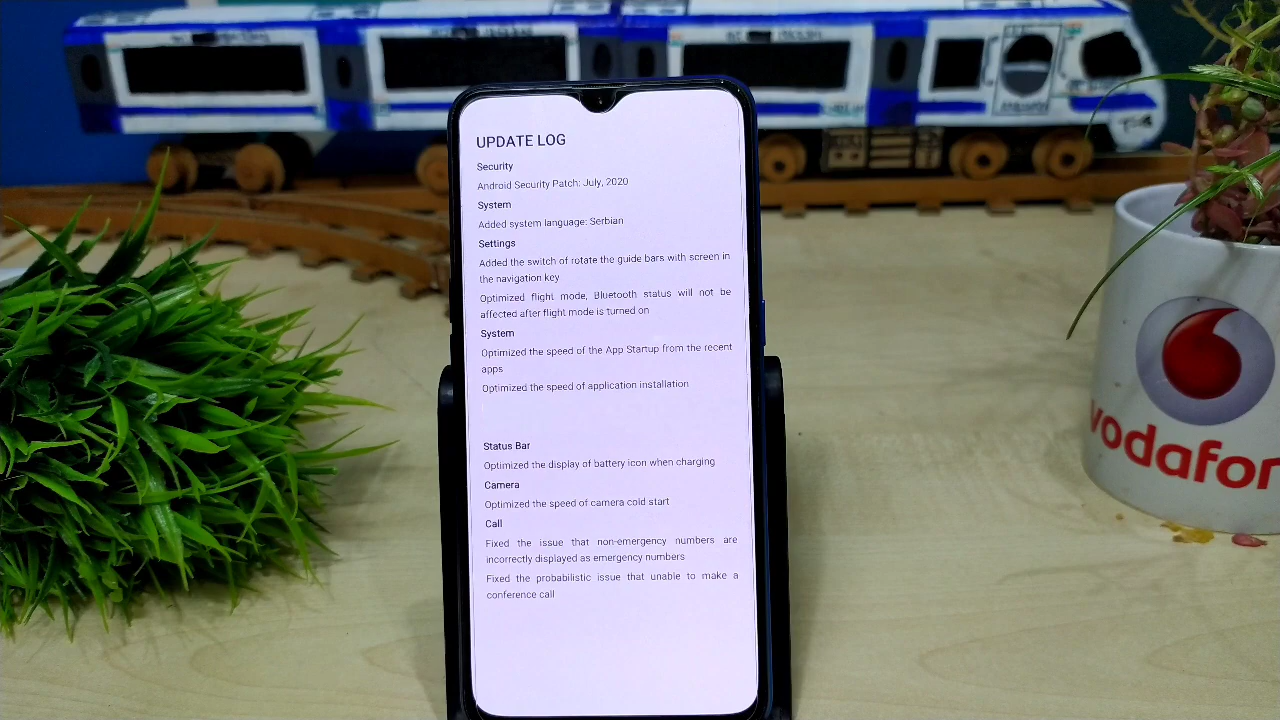 UPDATE LOG
Security
Android Security Patch: July, 2020
System
Added system language: Serbian
Settings
Added the switch of rotate the guide bars with screen in
the navigation key
Optimized flight mode, Bluetooth status will not be
affected after flight mode is turned on
System
Optimized the speed of the App Startup from the recent
apps
Optimized the speed of application installation
Status Bar
Optimized the display of battery icon when charging
Camera
Optimized the speed of camera cold start
Call
Fixed the issue that non-emergency numbers are
incorrectly displayed as emergency numbers
Fixed the probabilistic issue that unable to make a
conference call
vodafon